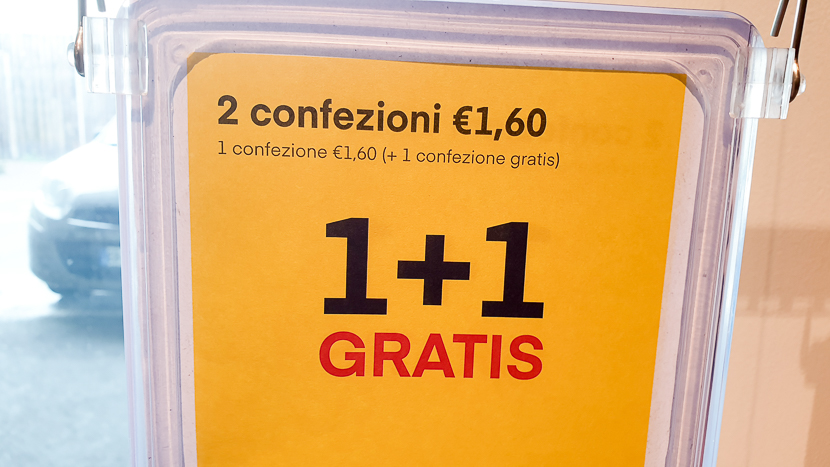 2 confezioni €1,60
1 confezione €1,60 (+ 1 confezione gratis)
1+1
GRATIS